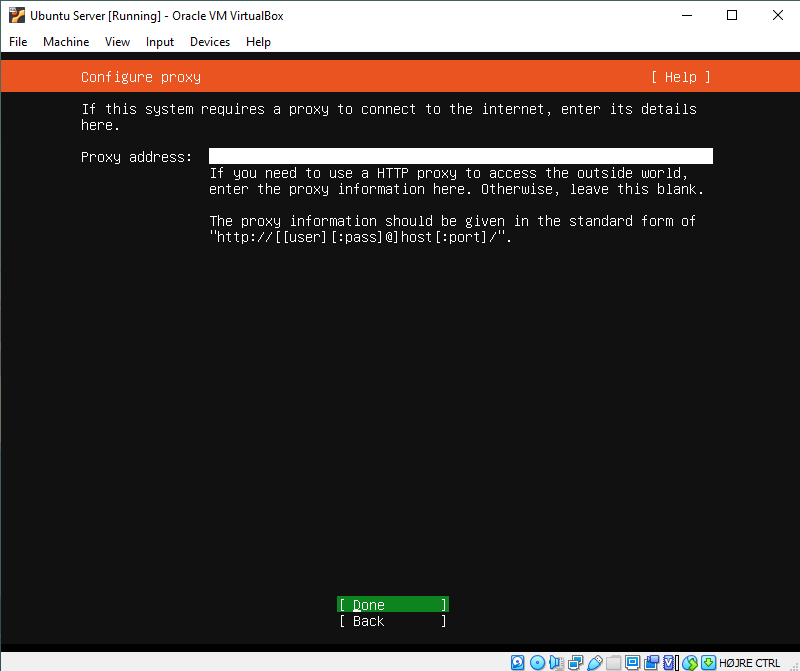 Ubuntu Server [Running] - Oracle VM VirtualBox
File Machine View Input Devices Help
Configure proxy [ Help ]
If this system requires a proxy to connect to the internet, enter its details
here.
Proxy address:
If you need to use a HTTP proxy to access the outside world,
enter the proxy information here. Otherwise, leave this blank.
The proxy information should be given in the standard form of
"http://[[user][:pass]@]host[:port]/".
[ Done ]
[ Back ]
HØJRE CTRL